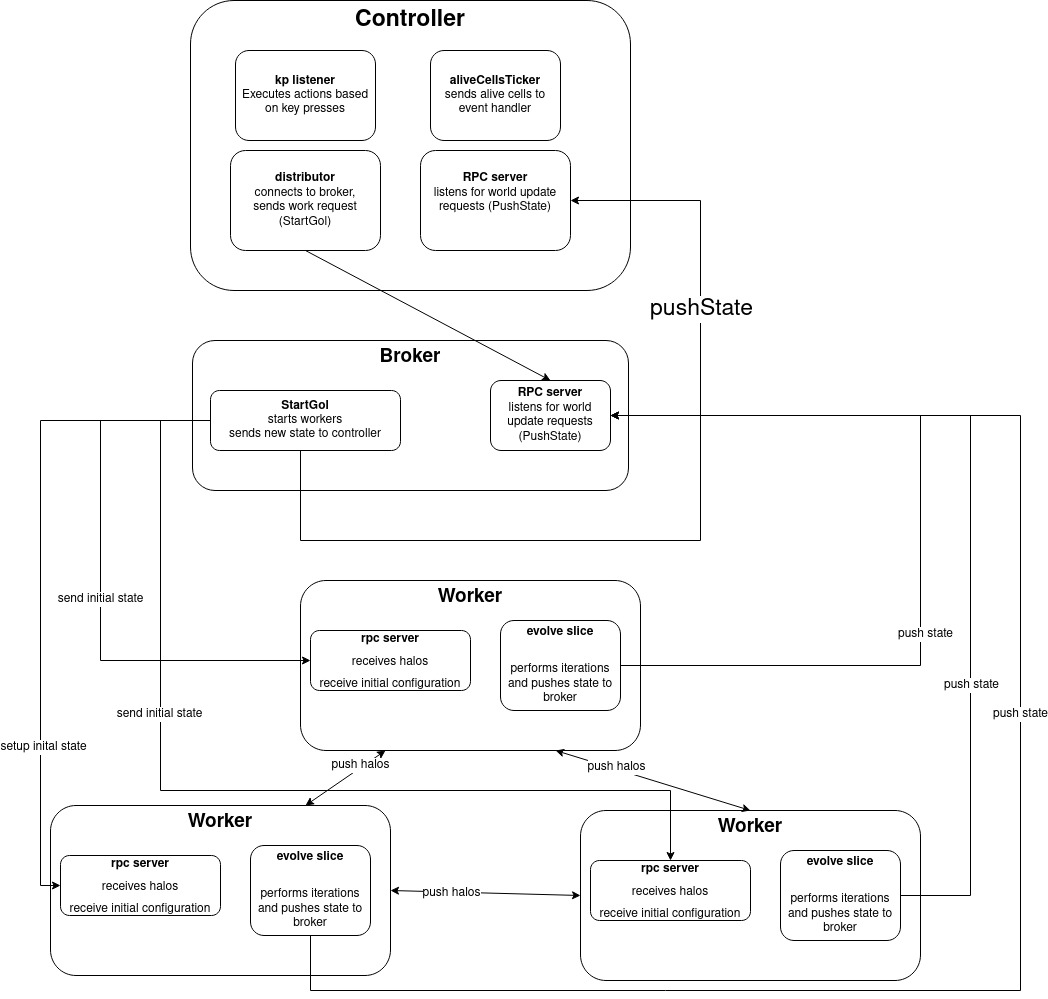 Controller
kp listener
Executes actions based
on key presses
aliveCellsTicker
sends alive cells to
event handler
distributor
connects to broker,
sends work request
(StartGol)
RPC server
listens for world update
requests (PushState)
pushState
Broker
StartGol
starts workers
sends new state to controller
RPC server
listens for world
update requests
(PushState)
send initial state
send initial state
setup inital state
Worker
rpc server
receives halos
receive initial configuration
evolve slice
performs iterations
and pushes state to
broker
push state
push state
push state
push halos
push halos
Worker
rpc server
receives halos
receive initial configuration
evolve slice
performs iterations
and pushes state to
broker
push halos
Worker
rpc server
receives halos
receive initial configuration
evolve slice
performs iterations
and pushes state to
broker